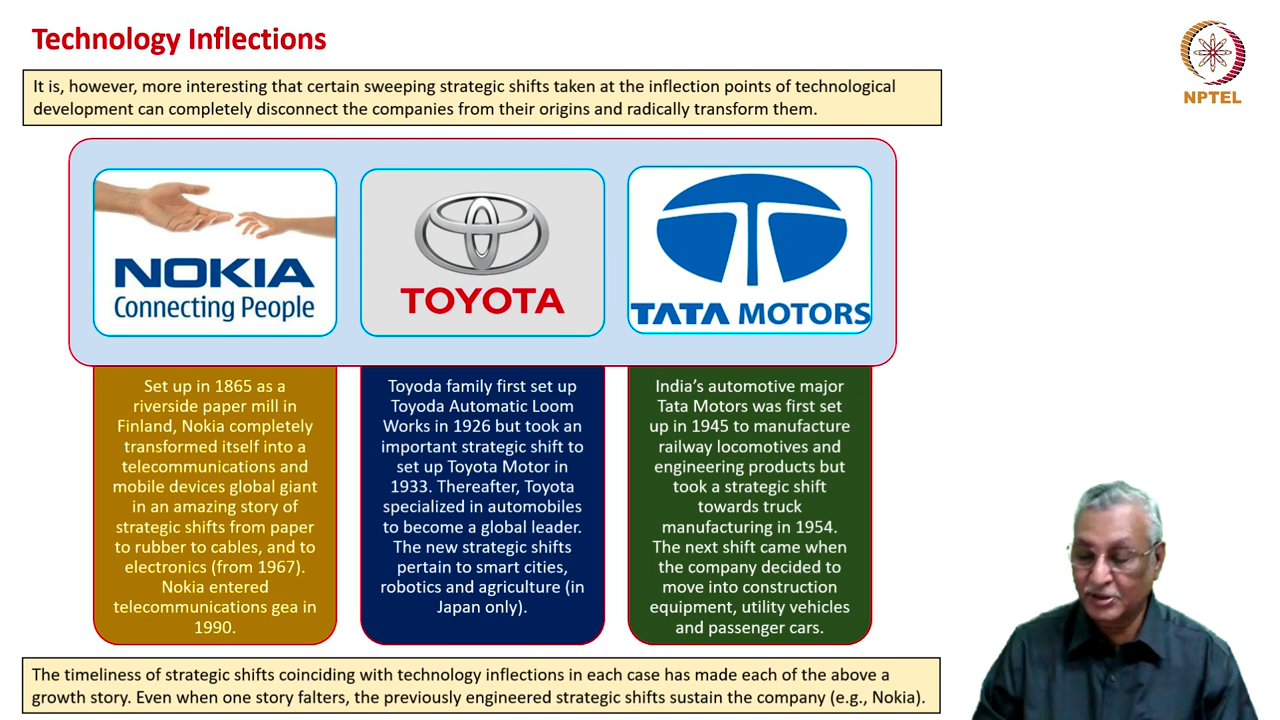 Technology Inflections
It is, however, more interesting that certain sweeping strategic shifts taken at the inflection points of technological
development can completely disconnect the companies from their origins and radically transform them.
NPTEL
NOKIA
Connecting People
TOYOTA
TATA MOTORS
Set up in 1865 as a
riverside paper mill in
Finland, Nokia completely
transformed itself into a
telecommunications and
mobile devices global giant
in an amazing story of
strategic shifts from paper
to rubber to cables, and to
electronics (from 1967).
Nokia entered
telecommunications gea in
1990.
Toyoda family first set up
Toyoda Automatic Loom
Works in 1926 but took an
important strategic shift to
set up Toyota Motor in
1933. Thereafter, Toyota
specialized in automobiles
to become a global leader.
The new strategic shifts
pertain to smart cities,
robotics and agriculture (in
Japan only).
India’s automotive major
Tata Motors was first set
up in 1945 to manufacture
railway locomotives and
engineering products but
took a strategic shift
towards truck
manufacturing in 1954.
The next shift came when
the company decided to
move into construction
equipment, utility vehicles
and passenger cars.
The timeliness of strategic shifts coinciding with technology inflections in each case has made each of the above a
growth story. Even when one story falters, the previously engineered strategic shifts sustain the company (e.g., Nokia).